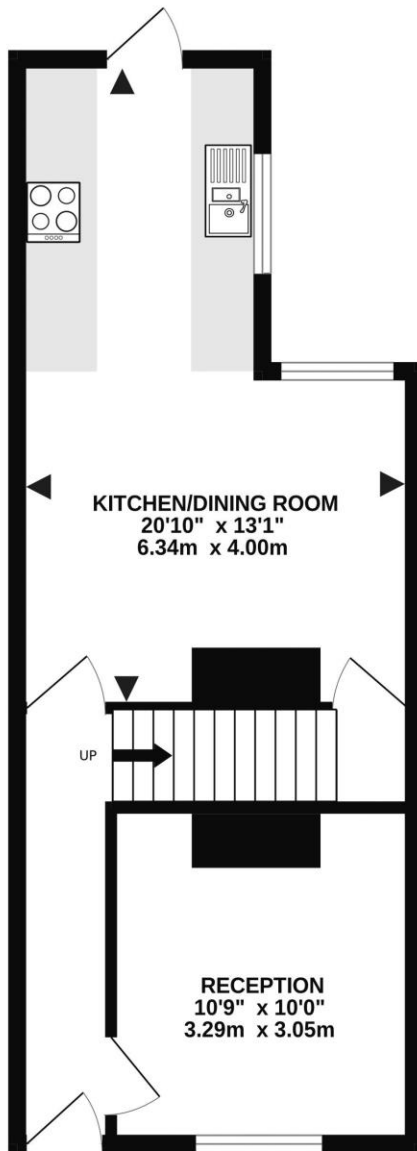 KITCHEN/DINING ROOM
20'10" x 13'1"
6.34m x 4.00m
UP
RECEPTION
10'9" x 10'0"
3.29m x 3.05m